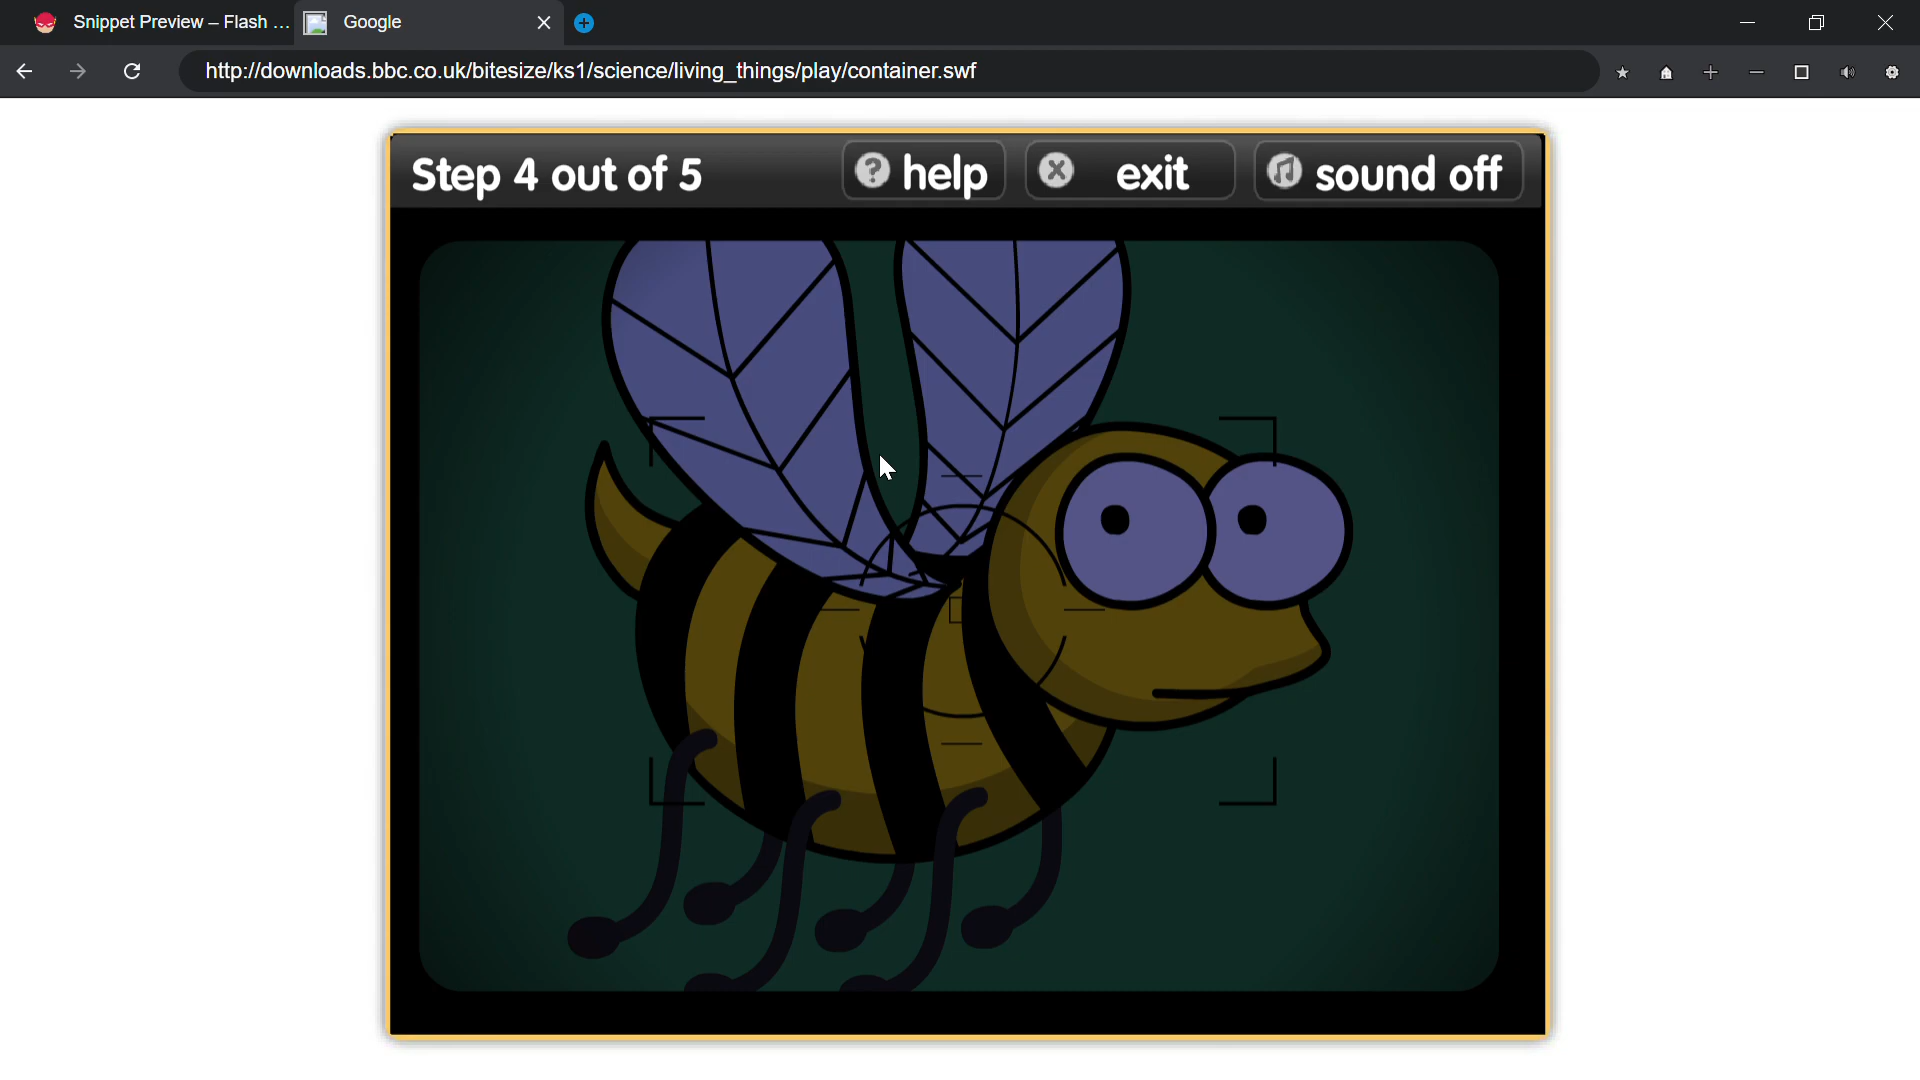 Snippet Preview – Flash ...
Google
http://downloads.bbc.co.uk/bitesize/ks1/science/living_things/play/container.swf
Step 4 out of 5
help
exit
sound off